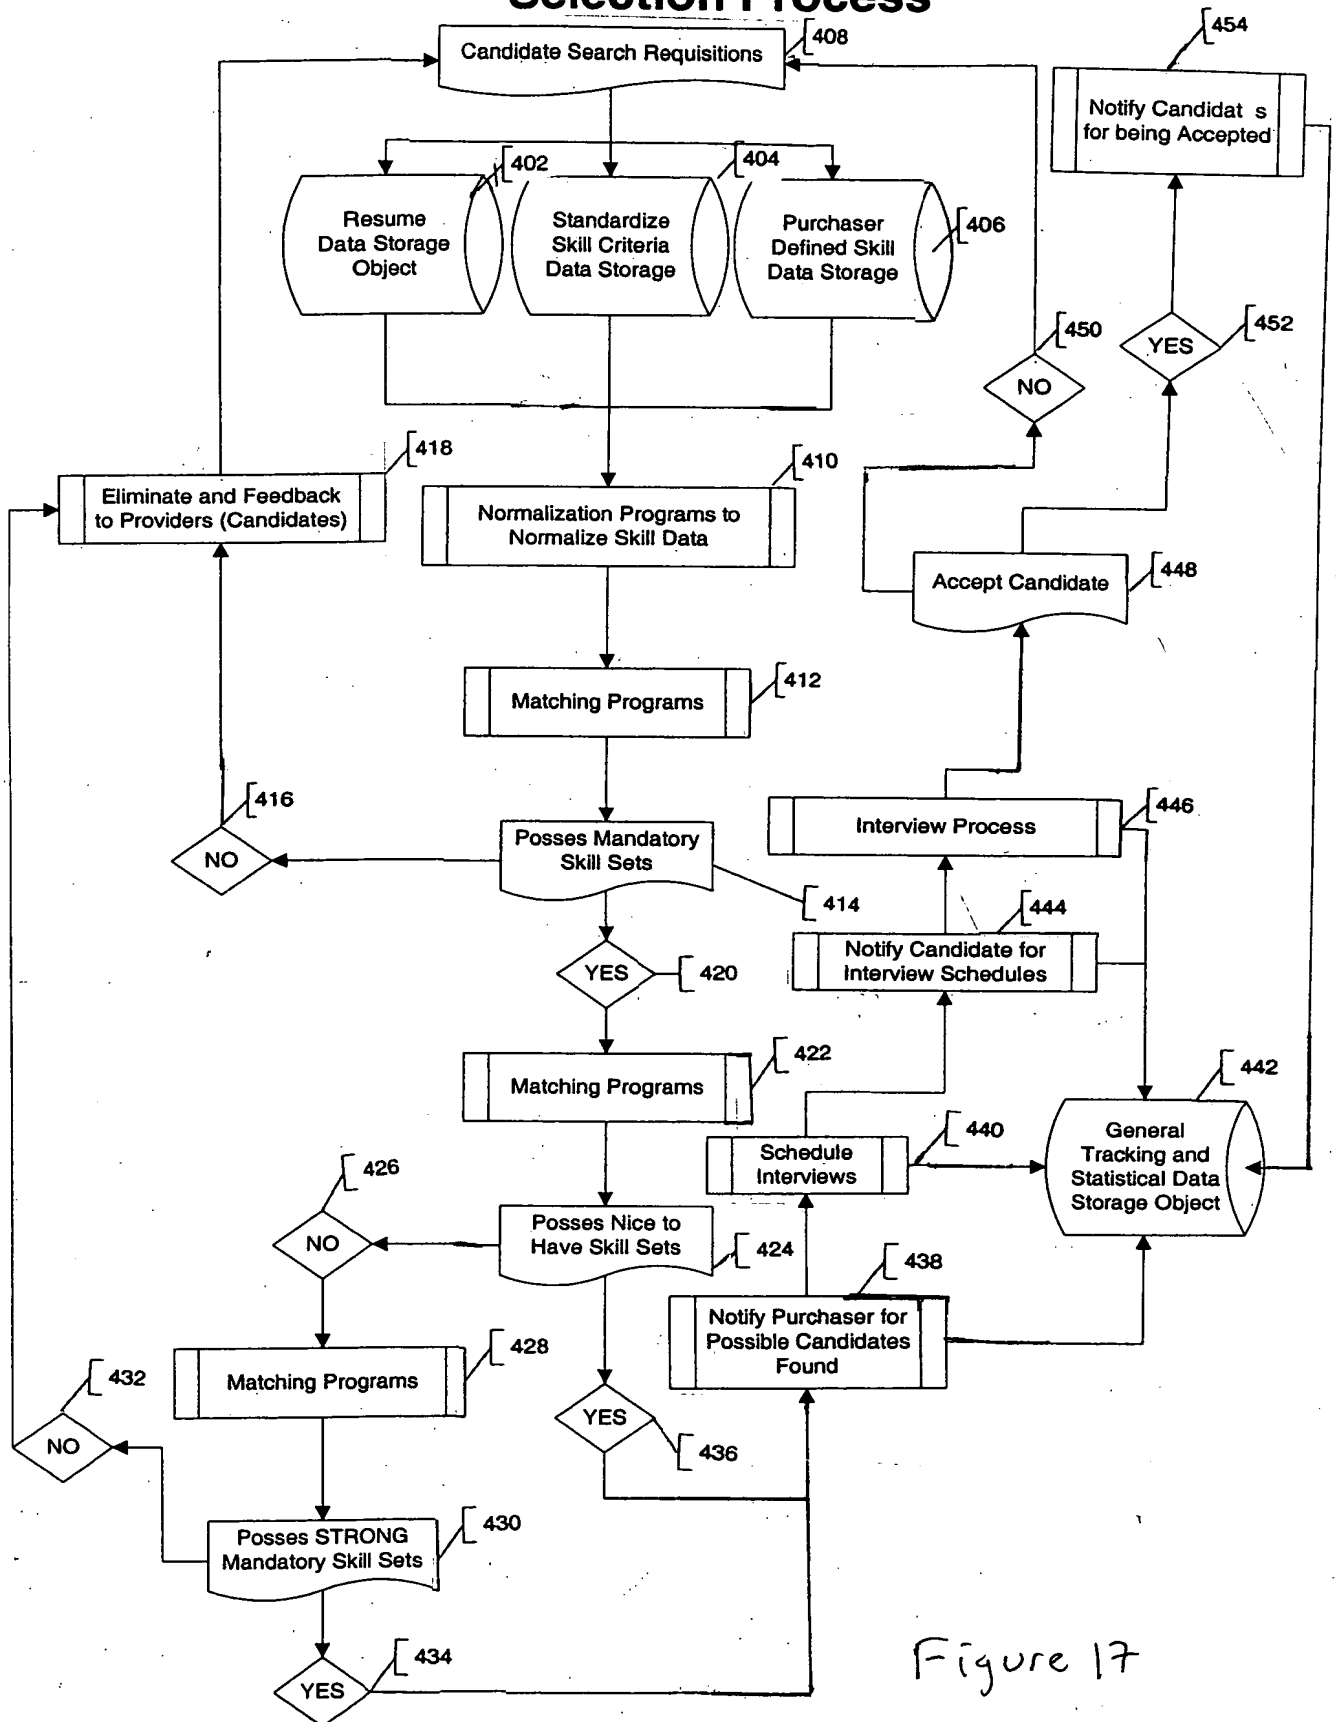 Selection Process
Candidate Search Requisitions
408
454
Notify Candidat s
for being Accepted
402
404
406
Resume
Data Storage
Object
Standardize
Skill Criteria
Data Storage
Purchaser
Defined Skill
Data Storage
450
452
NO
YES
418
410
Eliminate and Feedback
to Providers (Candidates)
Normalization Programs to
Normalize Skill Data
Accept Candidate
448
Matching Programs
412
416
NO
Posses Mandatory
Skill Sets
414
Interview Process
446
444
Notify Candidate for
Interview Schedules
YES
420
Matching Programs
422
442
General
Tracking and
Statistical Data
Storage Object
Schedule
Interviews
440
426
NO
Posses Nice to
Have Skill Sets
424
438
Notify Purchaser for
Possible Candidates
Found
Matching Programs
428
432
NO
YES
436
Posses STRONG
Mandatory Skill Sets
430
YES
434
Figure 17